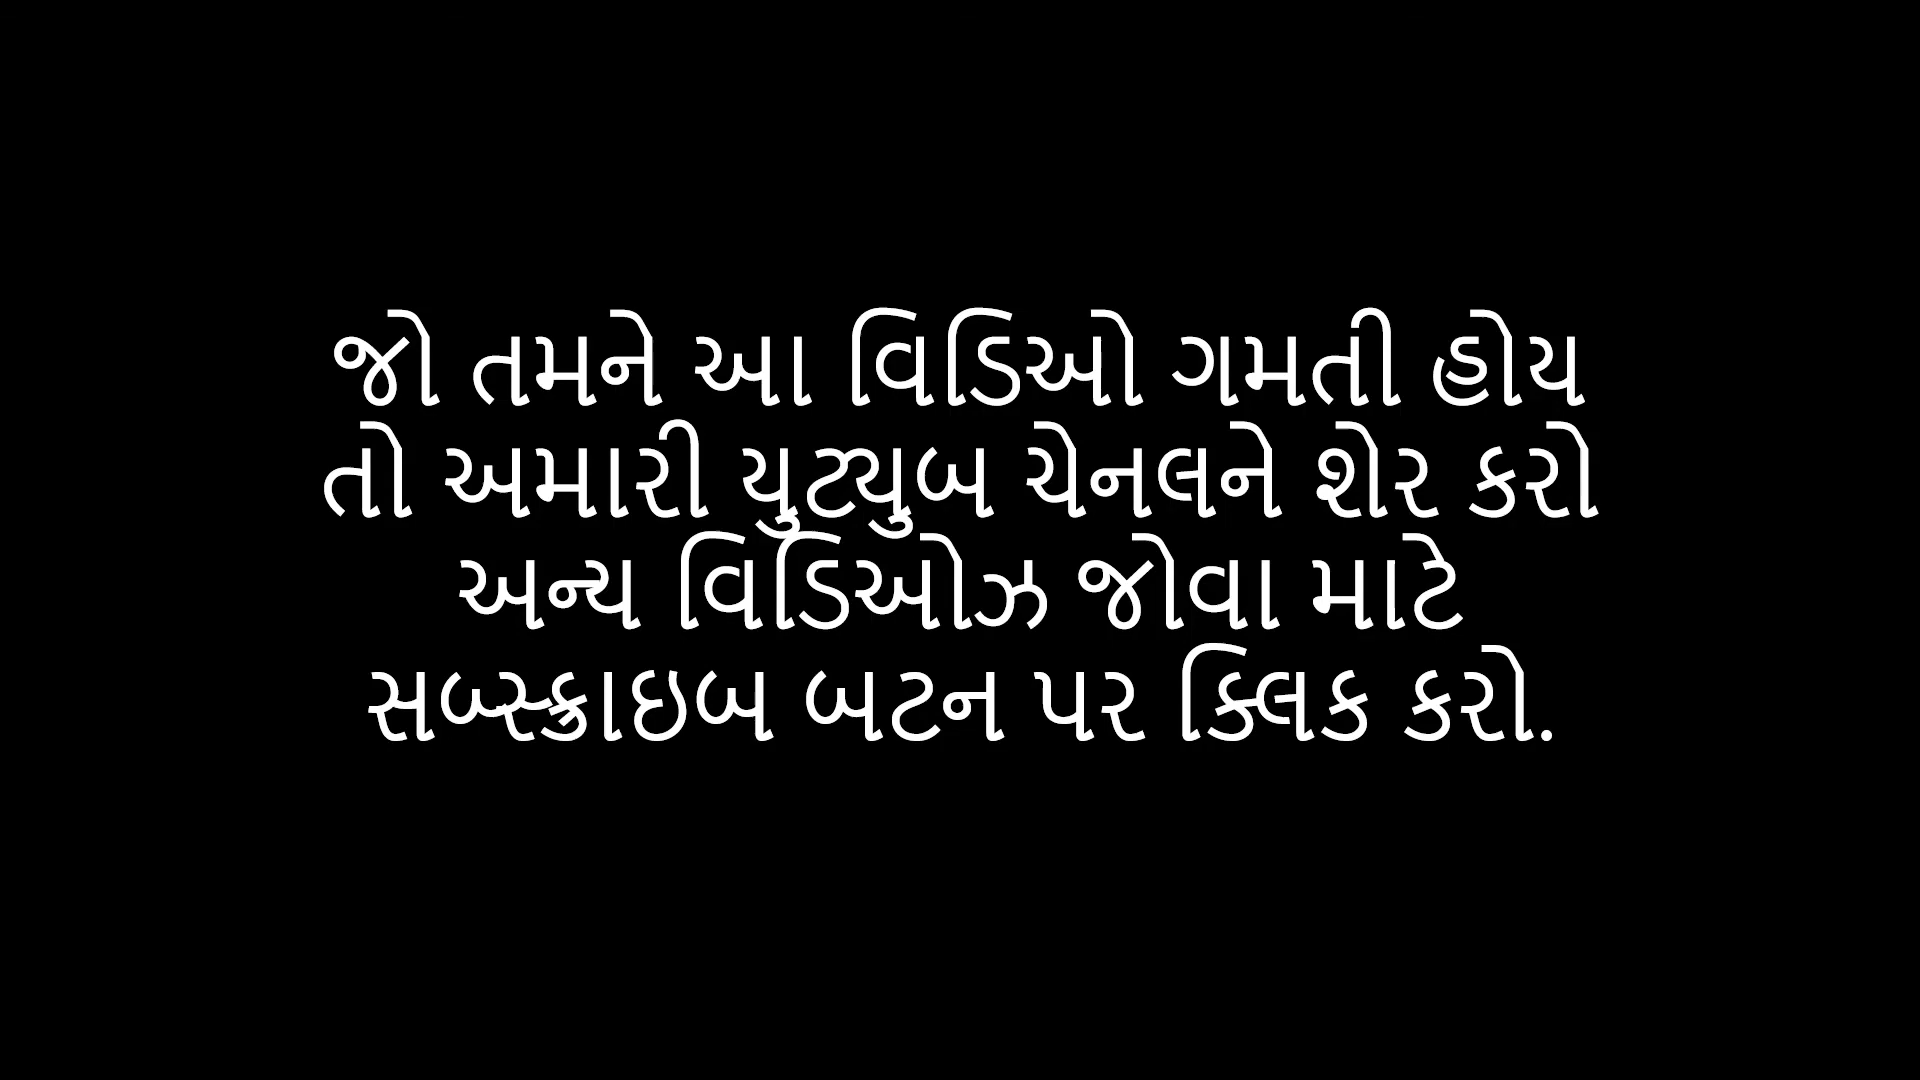 જો તમને આ વિડિઓ ગમતી હોય
તો અમારી યુટ્યુબ ચેનલને શેર કરો
અન્ય વિડિઓઝ જોવા માટે
સબ્સ્ક્રાઇબ બટન પર ક્લિક કરો.